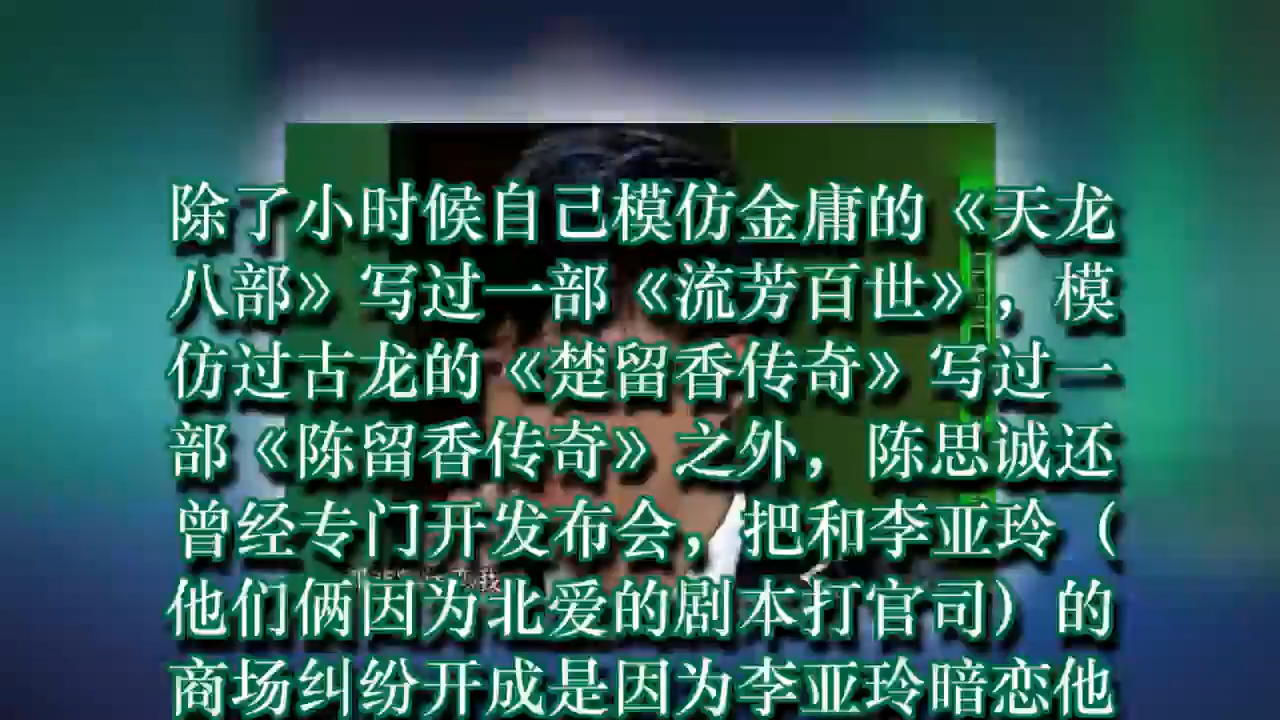 除了小时候自己模仿金庸的《天龙
八部》写过一部《流芳百世》，模
仿过古龙的《楚留香传奇》写过一
部《陈留香传奇》之外，陈思诚还
曾经专门开发布会，把和李亚玲（
他们俩因为北爱的剧本打官司）的
商场纠纷开成是因为李亚玲暗恋他